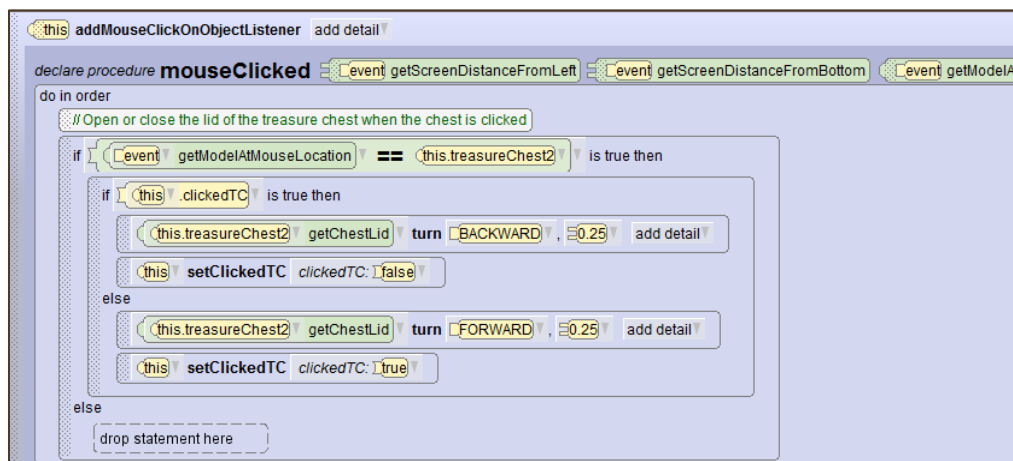 this addMouseClickOnObjectListener add detail
declare procedure mouseClicked event getScreenDistanceFromLeft event getScreenDistanceFromBottom event getModelA
do in order
// Open or close the lid of the treasure chest when the chest is clicked
if event getModelAtMouseLocation == this.treasureChest2 is true then
if this .clickedTC is true then
this.treasureChest2 getChestLid turn BACKWARD , 0.25 add detail
this setClickedTC clickedTC: false
else
this.treasureChest2 getChestLid turn FORWARD , 0.25 add detail
this setClickedTC clickedTC: true
else
drop statement here